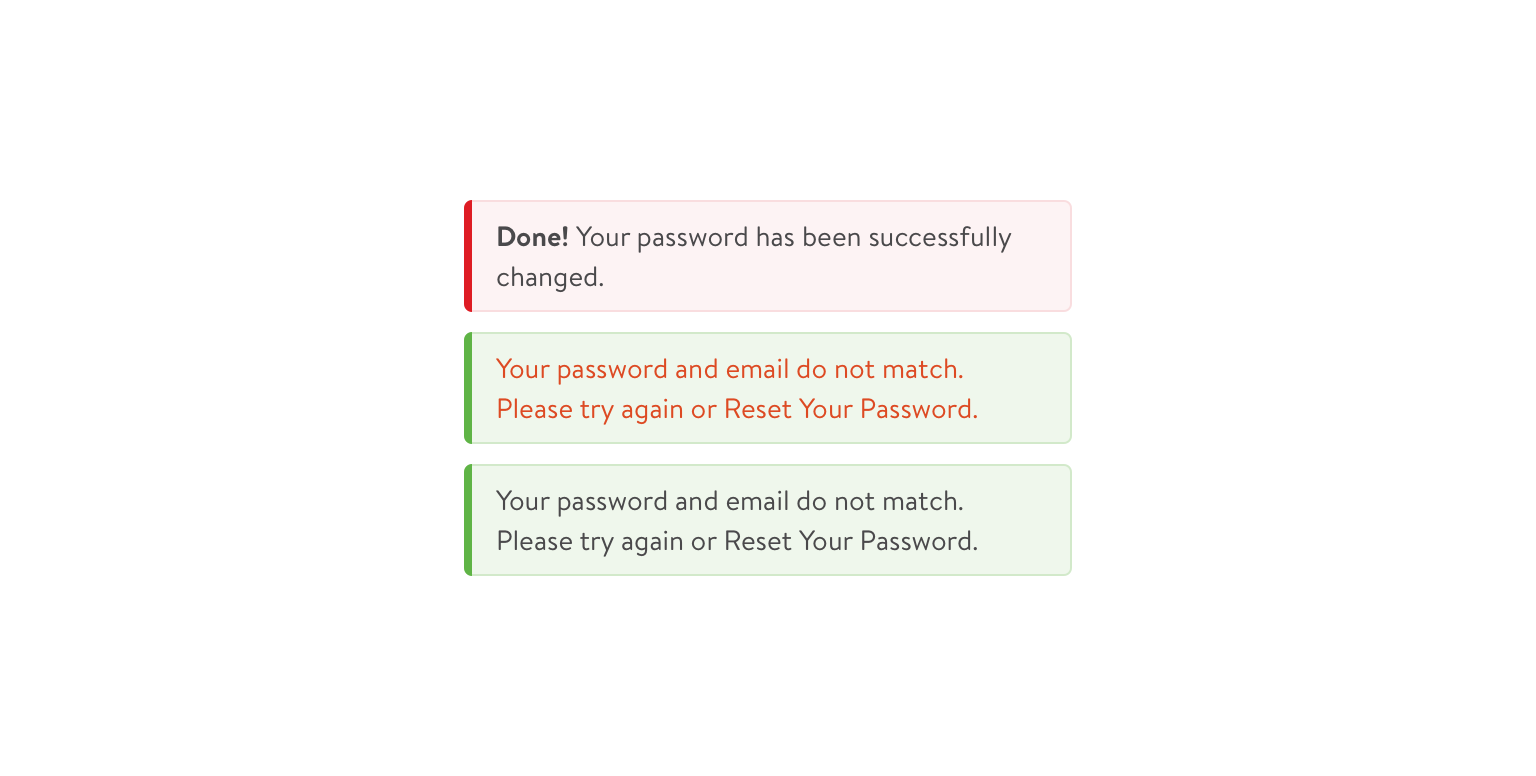 Done! Your password has been successfully
changed.
Your password and email do not match.
Please try again or Reset Your Password.
Your password and email do not match.
Please try again or Reset Your Password.